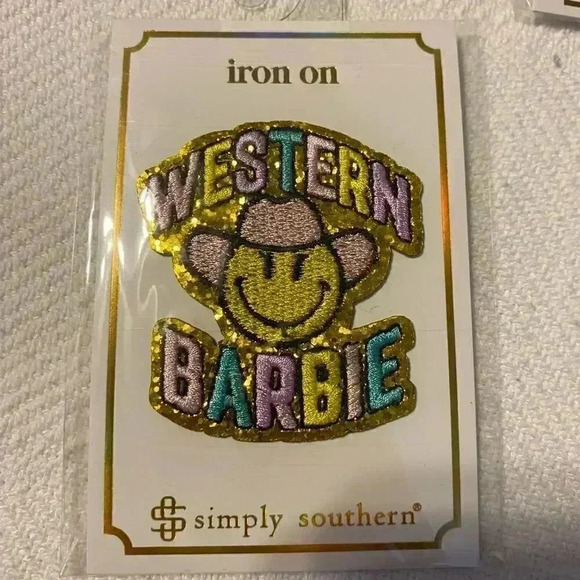 iron on
WESTERN
BARBIE
simply southern®